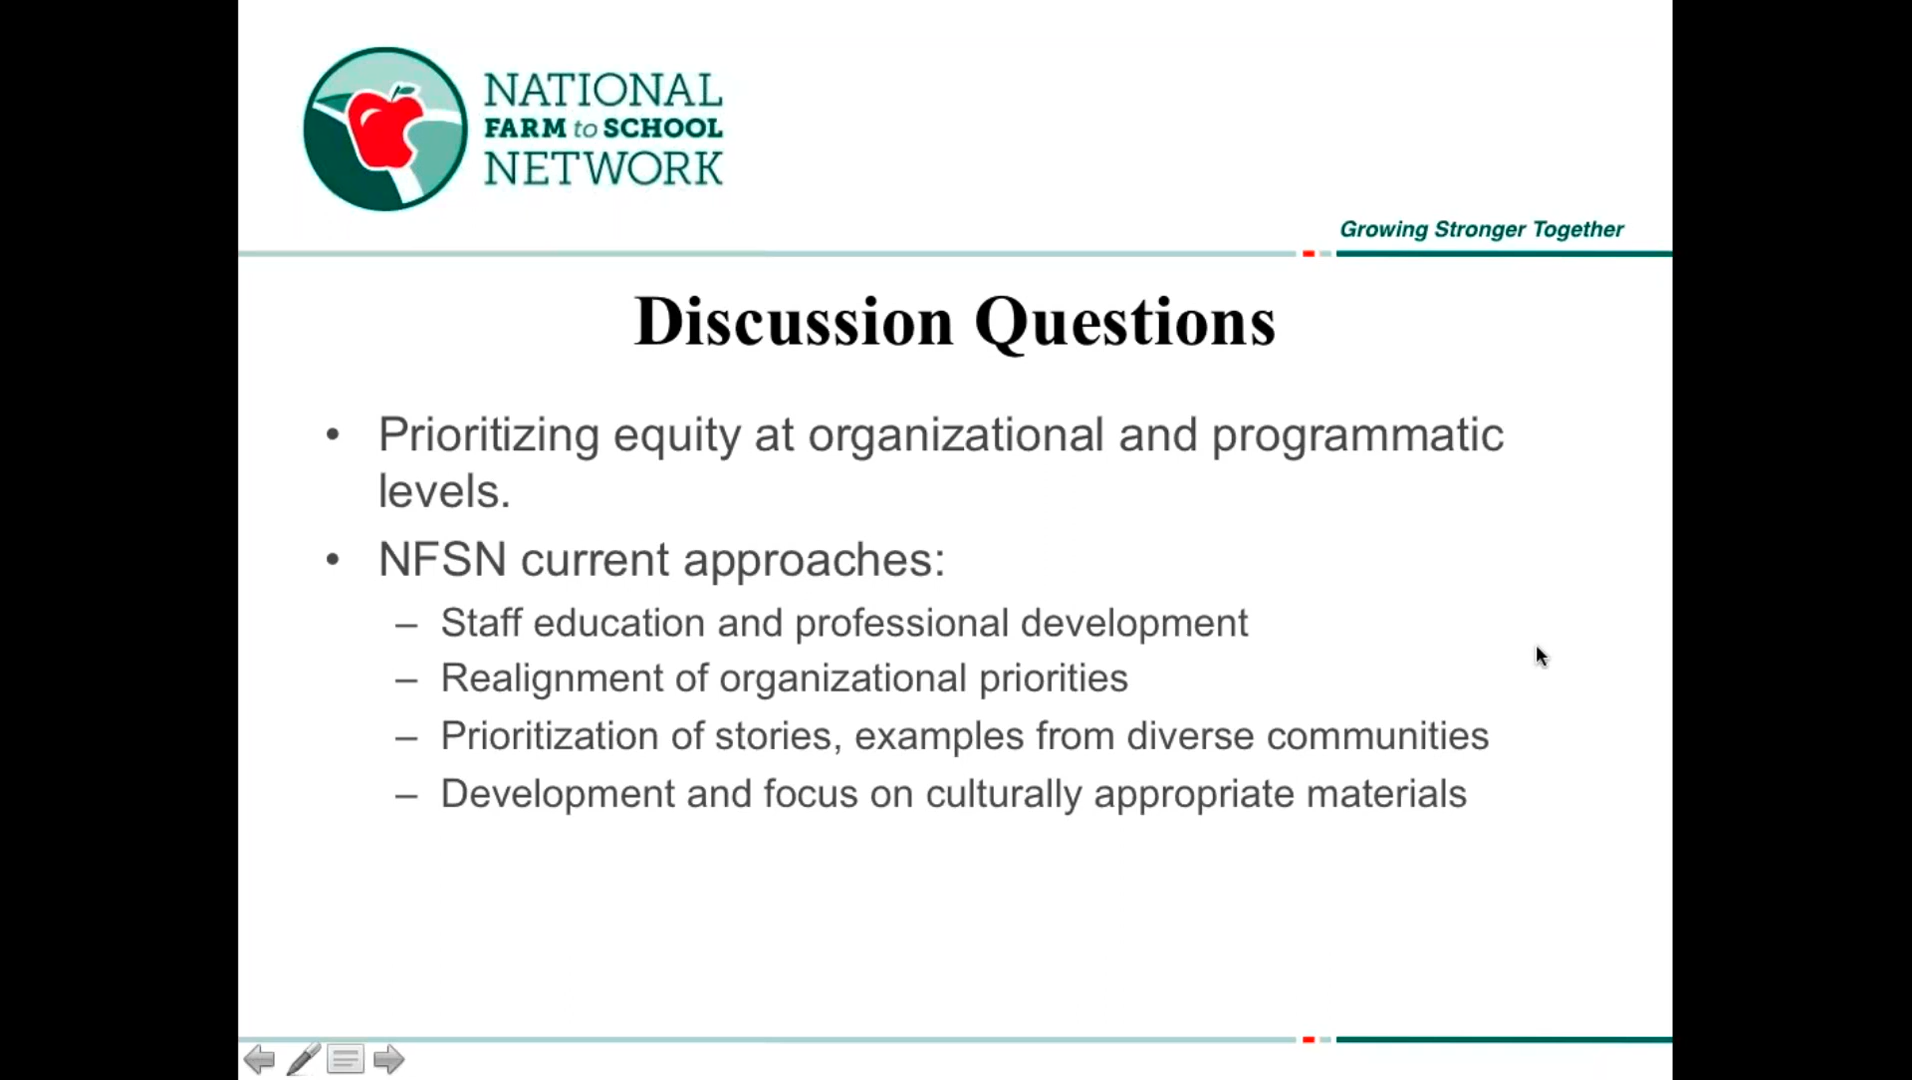 NATIONAL
FARM to SCHOOL
NETWORK
Growing Stronger Together
Discussion Questions
• Prioritizing equity at organizational and programmatic
levels.
• NFSN current approaches:
– Staff education and professional development
– Realignment of organizational priorities
– Prioritization of stories, examples from diverse communities
– Development and focus on culturally appropriate materials